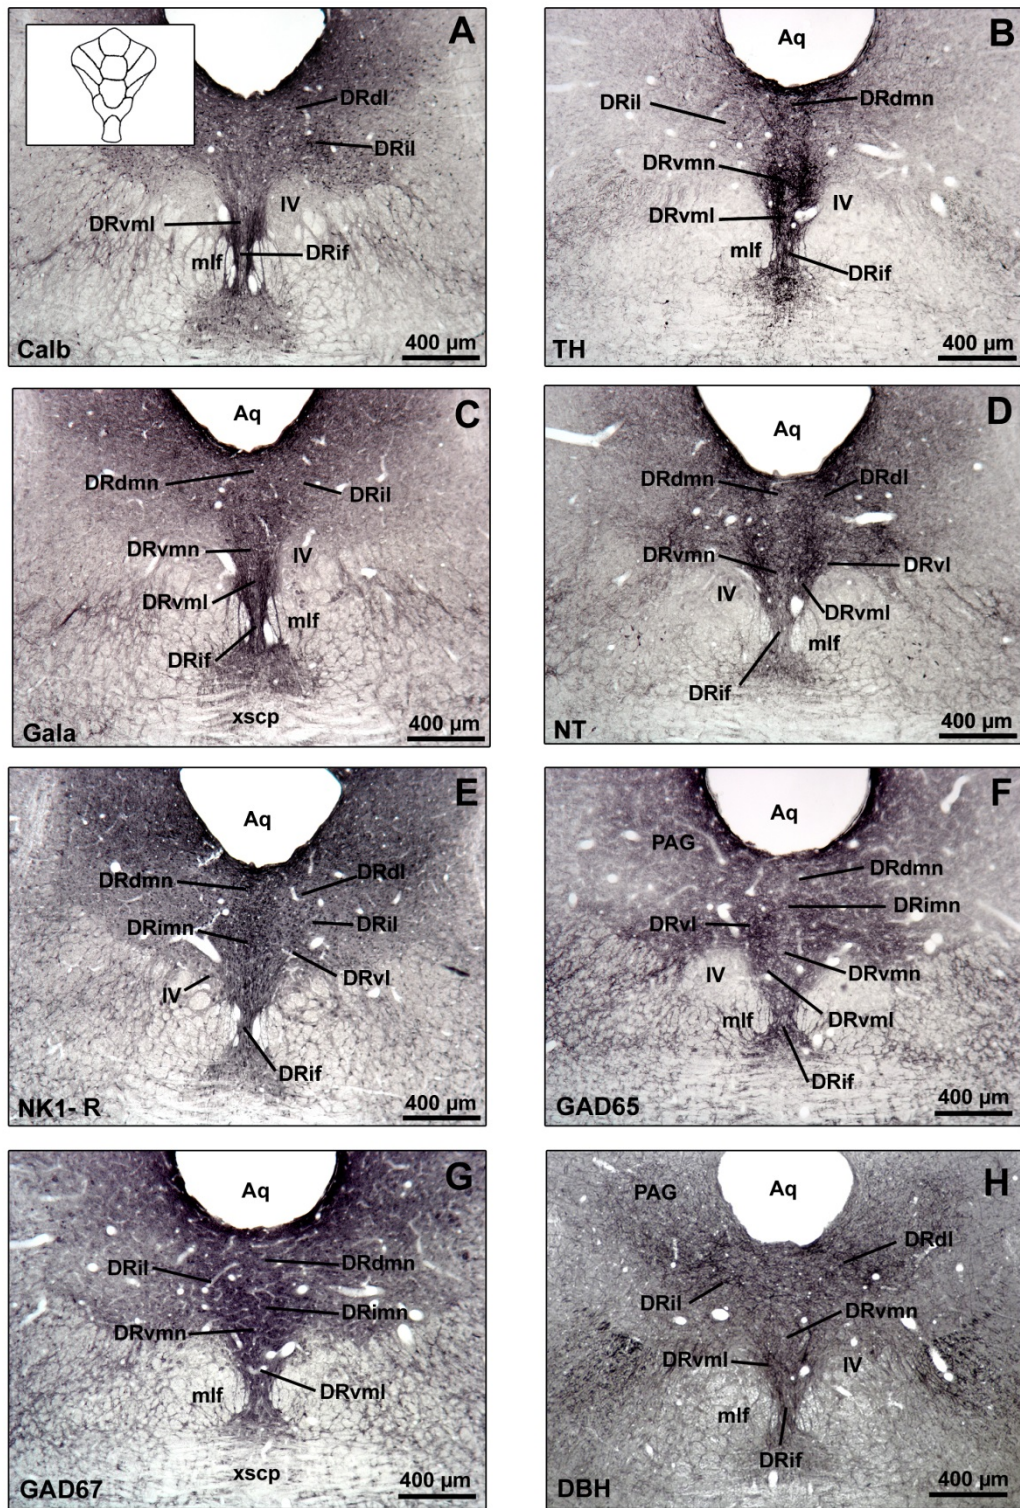 A
DRdl
DRil
DRvml
IV
mlf
DRif
Calb
400 µm
B
Aq
DRil
DRdmn
DRvmn
DRvml
IV
mlf
DRif
TH
400 µm
C
Aq
DRdmn
DRil
DRvmn
IV
DRvml
mlf
DRif
xscp
Gala
400 µm
D
Aq
DRdmn
DRdl
DRvmn
DRvl
IV
DRvml
mlf
DRif
NT
400 µm
E
Aq
DRdmn
DRdl
DRil
DRimn
DRvl
IV
DRif
NK1- R
400 µm
F
Aq
PAG
DRdmn
DRimn
DRvl
DRvmn
IV
DRvml
mlf
DRif
GAD65
400 µm
G
Aq
DRdmn
DRil
DRimn
DRvmn
DRvml
mlf
xscp
GAD67
400 µm
H
PAG
Aq
DRdl
DRil
DRvmn
DRvml
IV
mlf
DRif
DBH
400 µm